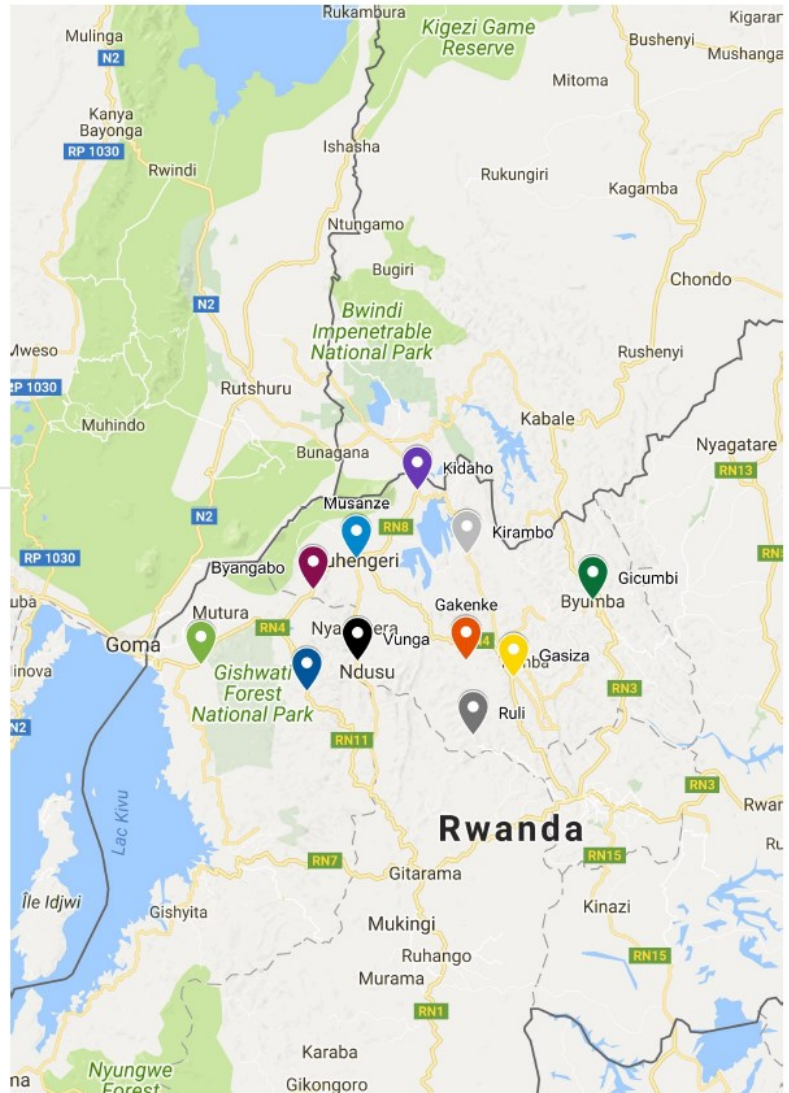 Rukambura
Kigezi Game
Reserve
Mulinga
N2
Bushenyi
Mushanga
Mitoma
Kanya
Bayonga
RP 1030
Rwindi
Ishasha
Rukungiri
Kagamba
Ntungamo
Bugiri
Chondo
N2
Bwindi
Impenetrable
National Park
Mweso
Rushenyi
Rutshuru
Muhindo
Kabale
Bunagana
Nyagatare
Kidaho
RN13
Musanze
N2
RN8
Kirambo
RP 1030
Byangabo
Gicumbi
Byumba
Mutura
Gakenke
RN4
Vunga
Goma
Gasiza
Gishwati
Forest
National Park
Ndusu
RN3
Ruli
N2
RN11
RN3
Lac Kivu
Rwanda
RN15
RN7
Gitarama
Île Idjwi
Gishyita
Kinazi
Mukingi
Ruhango
RN15
Murama
RN1
Karaba
Nyungwe
Forest
Gikongoro